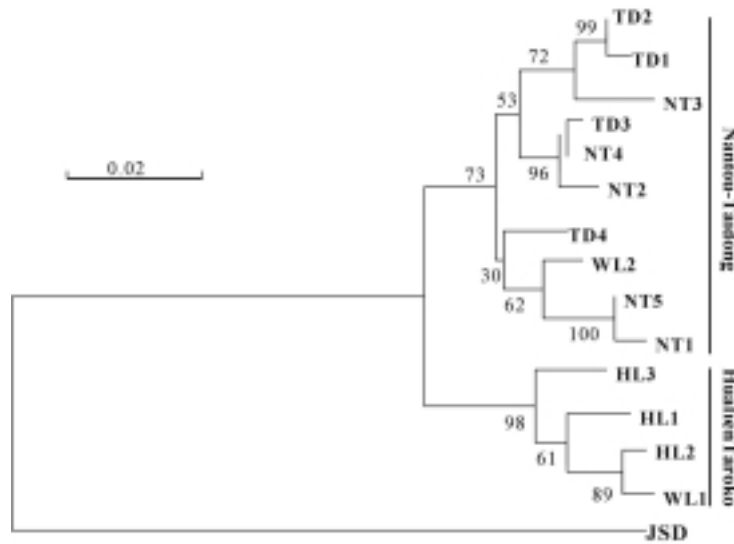 TD2
99
TD1
72
NT3
53
TD3
0.02
NT4
73
96
NT2
TD4
WL2
30
NT5
62
100
NT1
HL3
HL1
98
HL2
61
89
WL1
JSD
Nantou-Taidong
Hualien Taroko